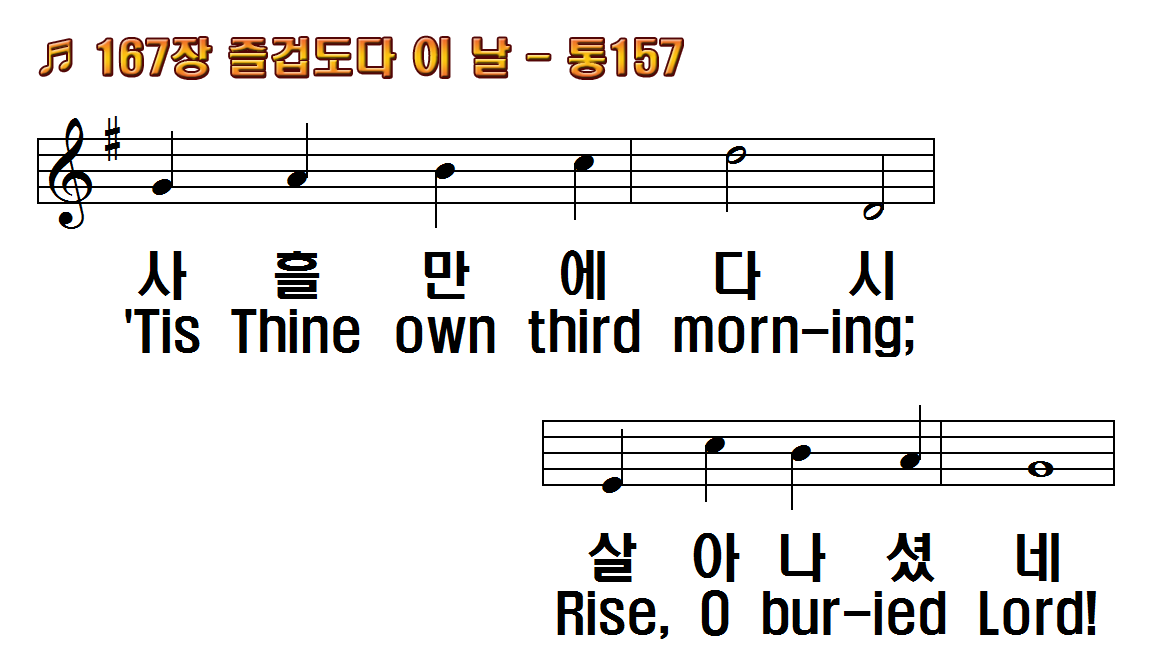 ♬ 167장 즐겁도다 이 날 - 통157
사 흘 만 에 다 시
'Tis Thine own third morn-ing;
살 아 나 셨 네
Rise, O bur-ied Lord!